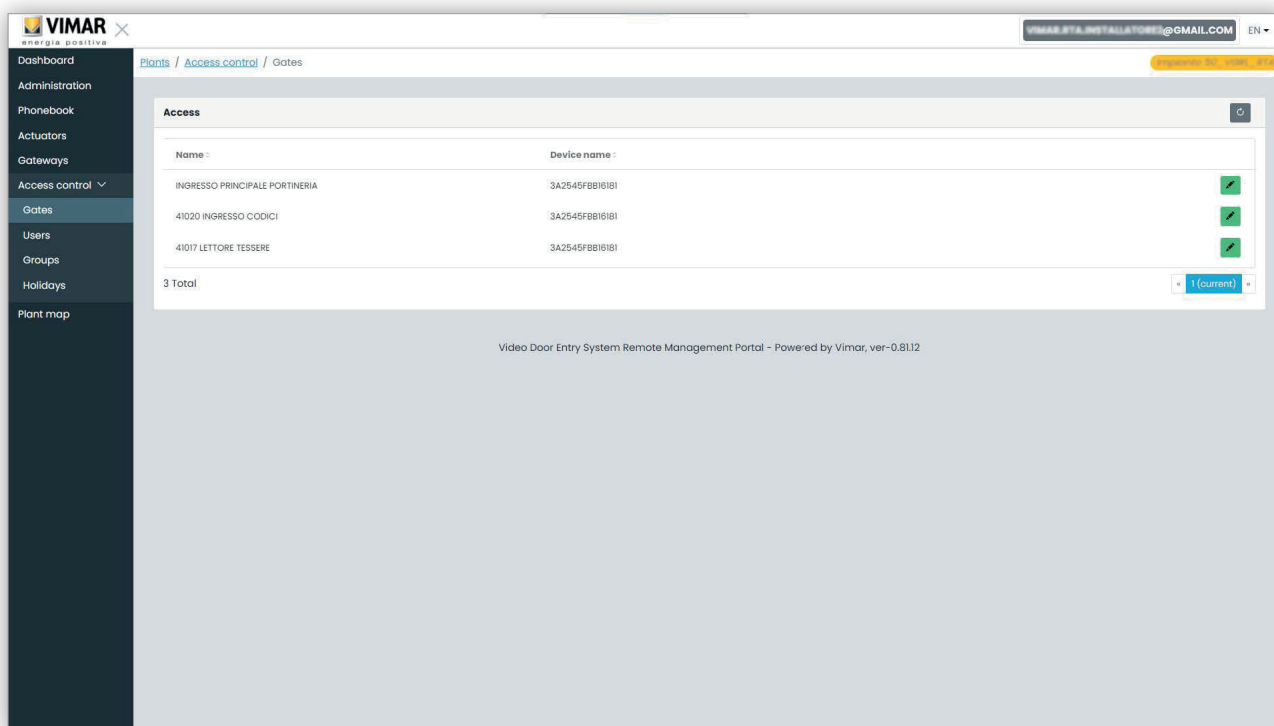 VIMAR
energia positiva
@GMAIL.COM
EN
Dashboard
Administration
Phonebook
Actuators
Gateways
Access control
Gates
Users
Groups
Holidays
Plant map
Plants / Access control / Gates
Access
Name Device name
INGRESSO PRINCIPALE PORTINERIA 3A2545FBB16181
41020 INGRESSO CODICI 3A2545FBB16181
41017 LETTORE TESSERE 3A2545FBB16181
3 Total
« 1 (current) »
Video Door Entry System Remote Management Portal - Powered by Vimar, ver-0.81.12